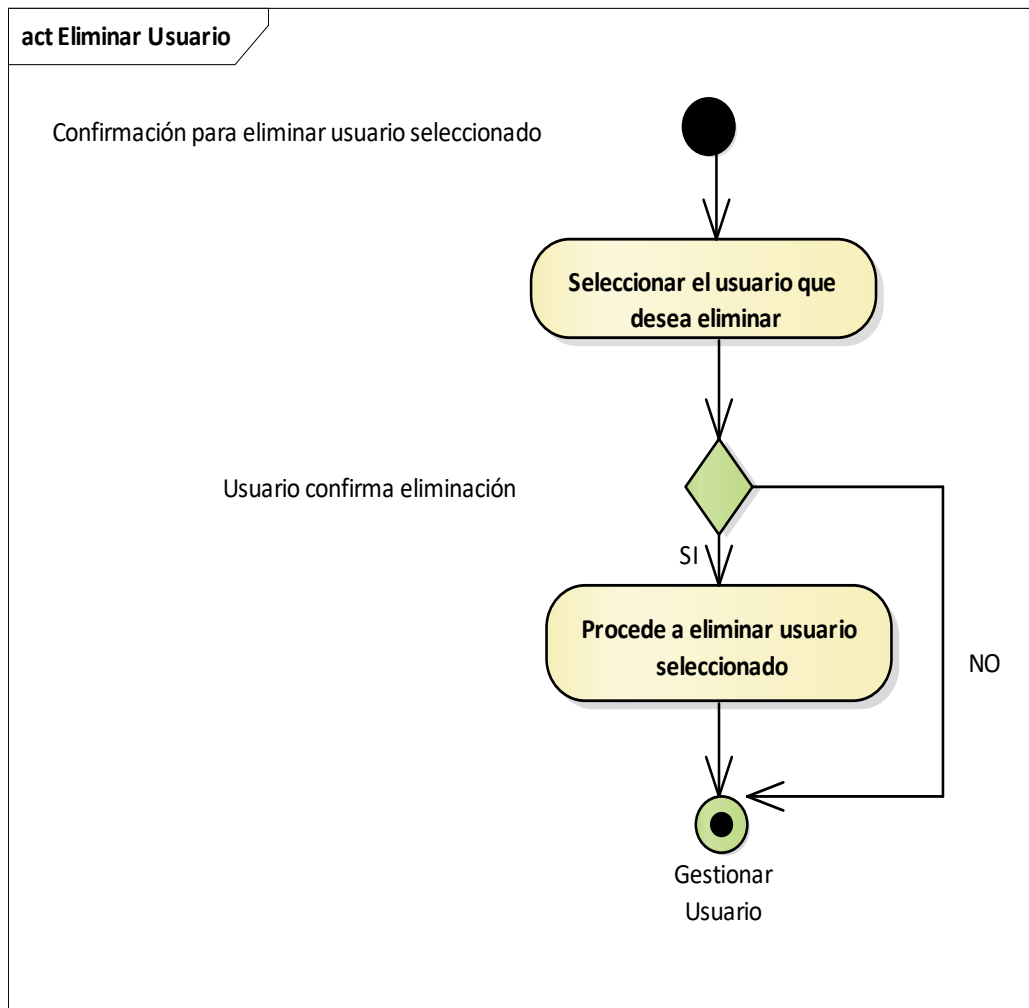 act Eliminar Usuario
Confirmación para eliminar usuario seleccionado
Seleccionar el usuario que
desea eliminar
Usuario confirma eliminación
SI
Procede a eliminar usuario
seleccionado
NO
Gestionar
Usuario